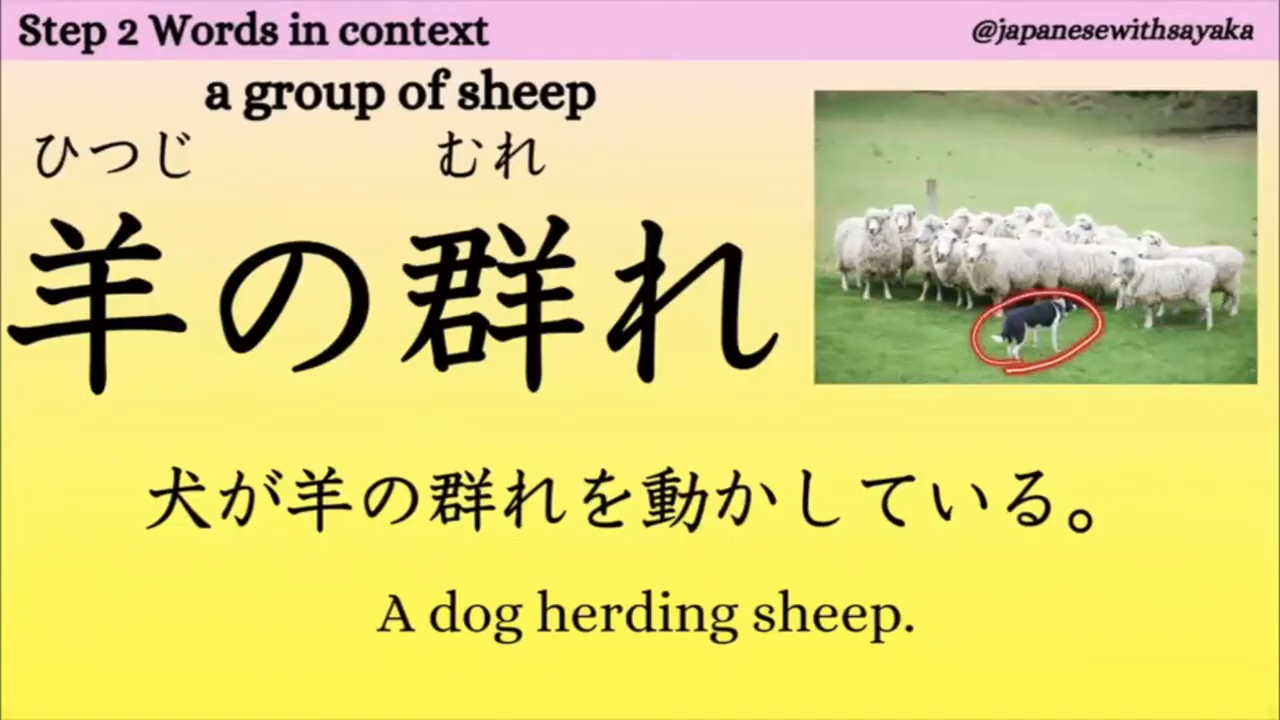 Step 2 Words in context
@japanesewithsayaka
a group of sheep
ひつじ むれ
羊の群れ
犬が羊の群れを動かしている。
A dog herding sheep.